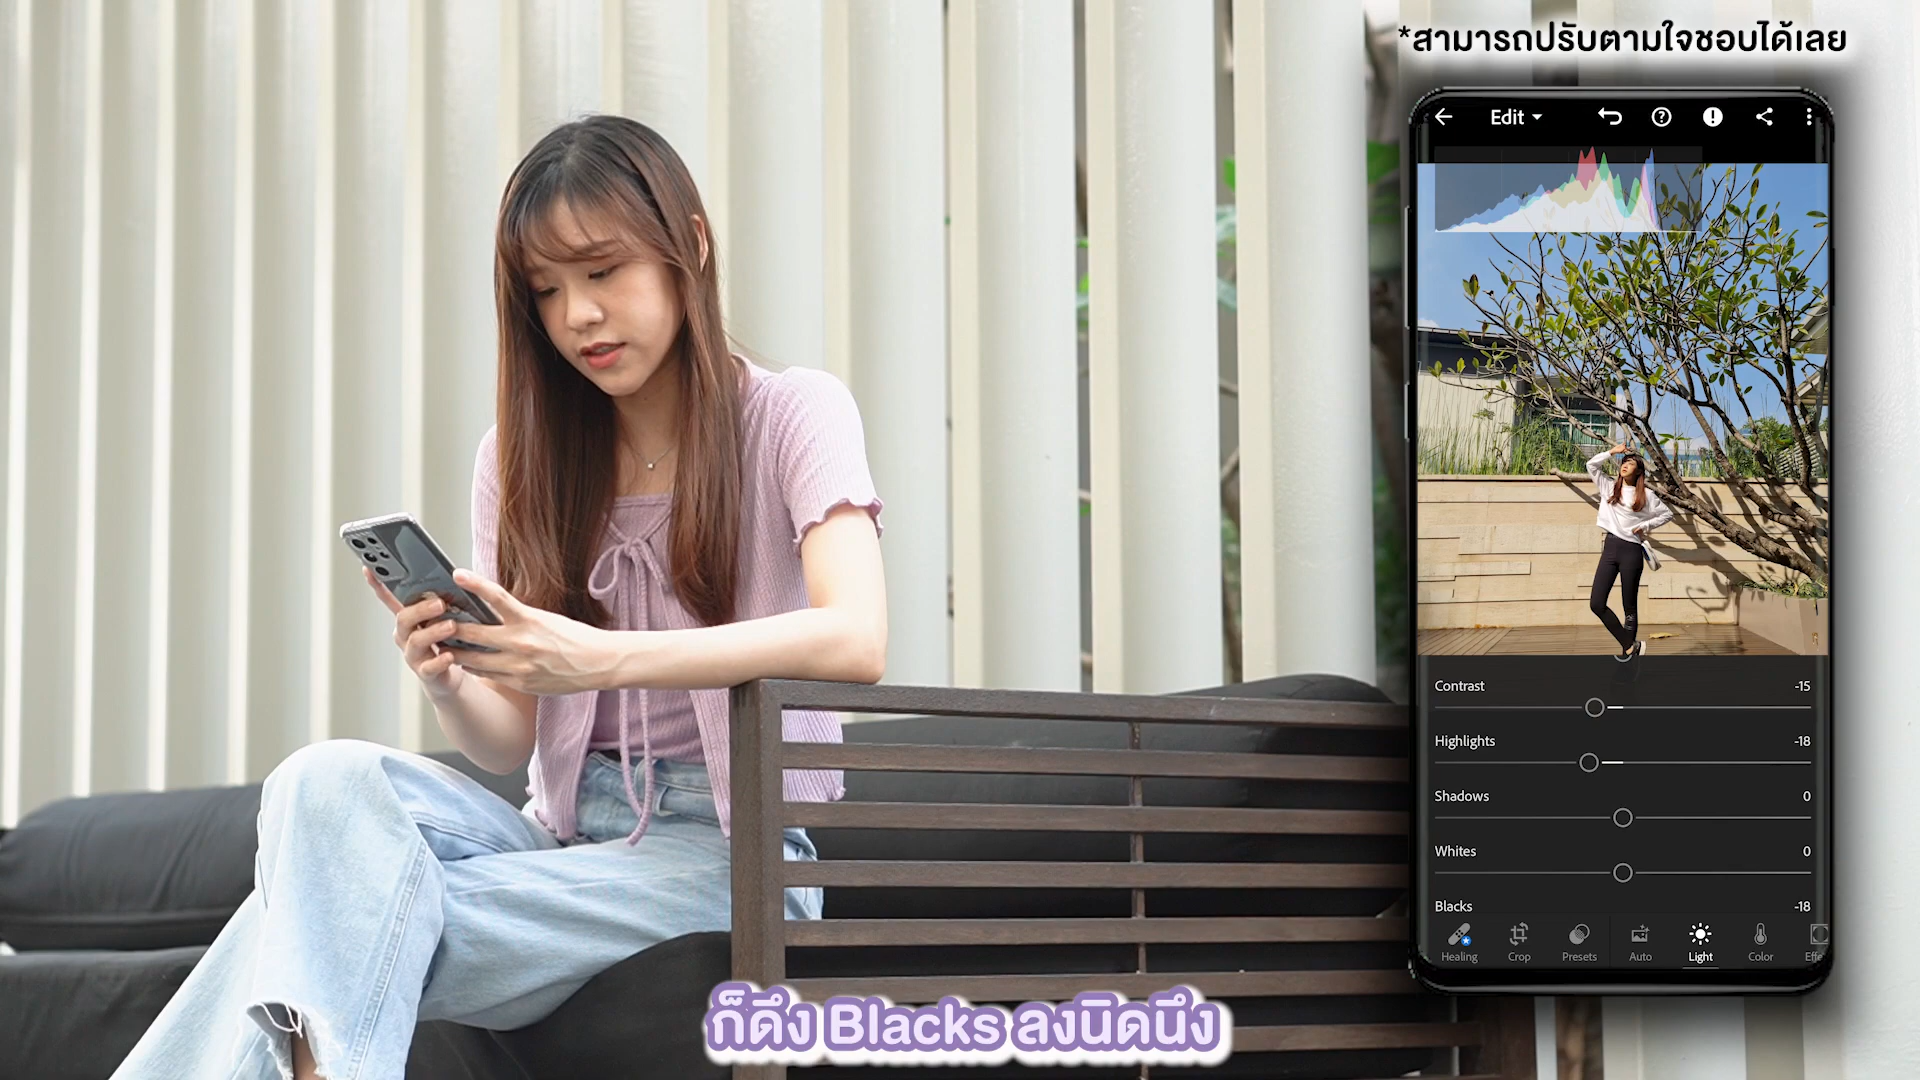 *สามารถปรับตามใจชอบได้เลย
Edit
Contrast -15
Highlights -18
Shadows 0
Whites 0
Blacks -18
Healing Crop Presets Auto Light Color Effe
ก็ดึง Blacks ลงนิดนึง